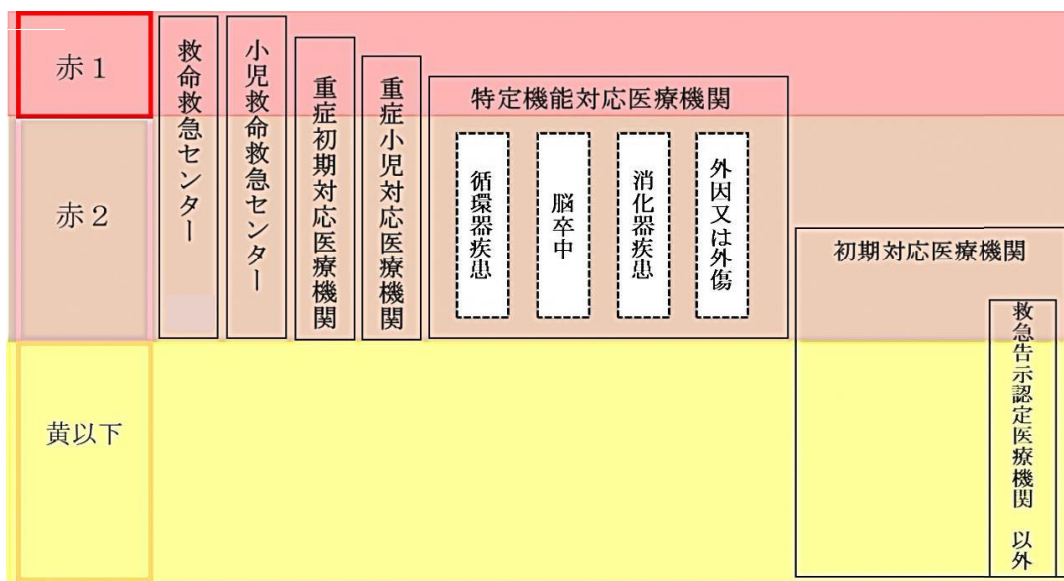 赤1
赤2
黄以下
救命救急センター
小児救命救急センター
重症初期対応医療機関
重症小児対応医療機関
特定機能対応医療機関
循環器疾患
脳卒中
消化器疾患
外因又は外傷
初期対応医療機関
救急告示認定医療機関 以外